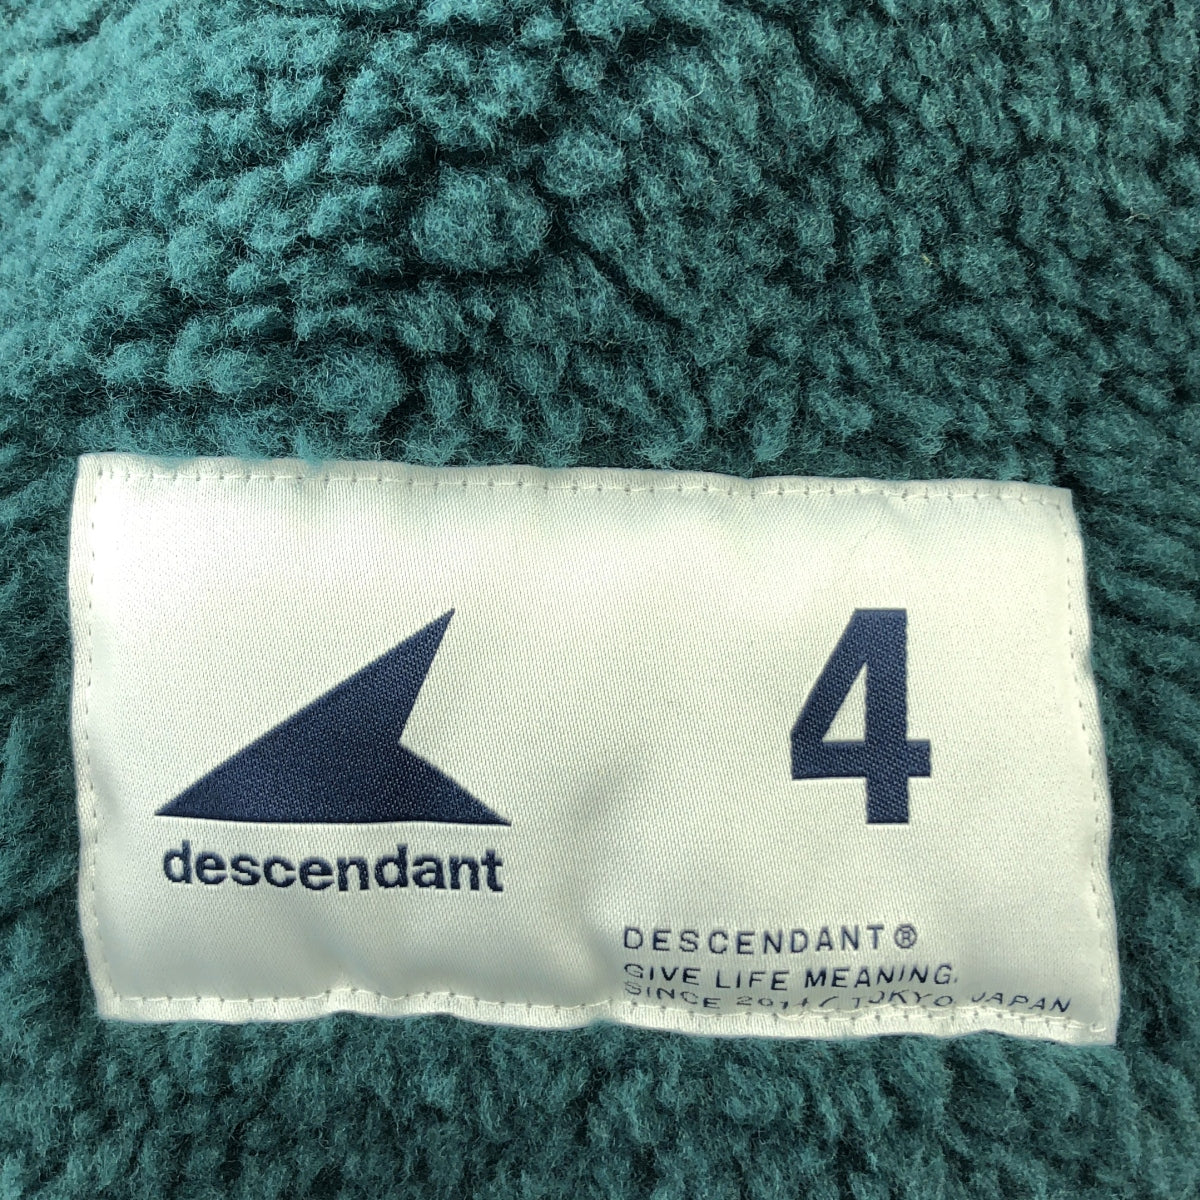 descendant
4
DESCENDANT®
GIVE LIFE MEANING.
SINCE 2014 / TOKYO, JAPAN